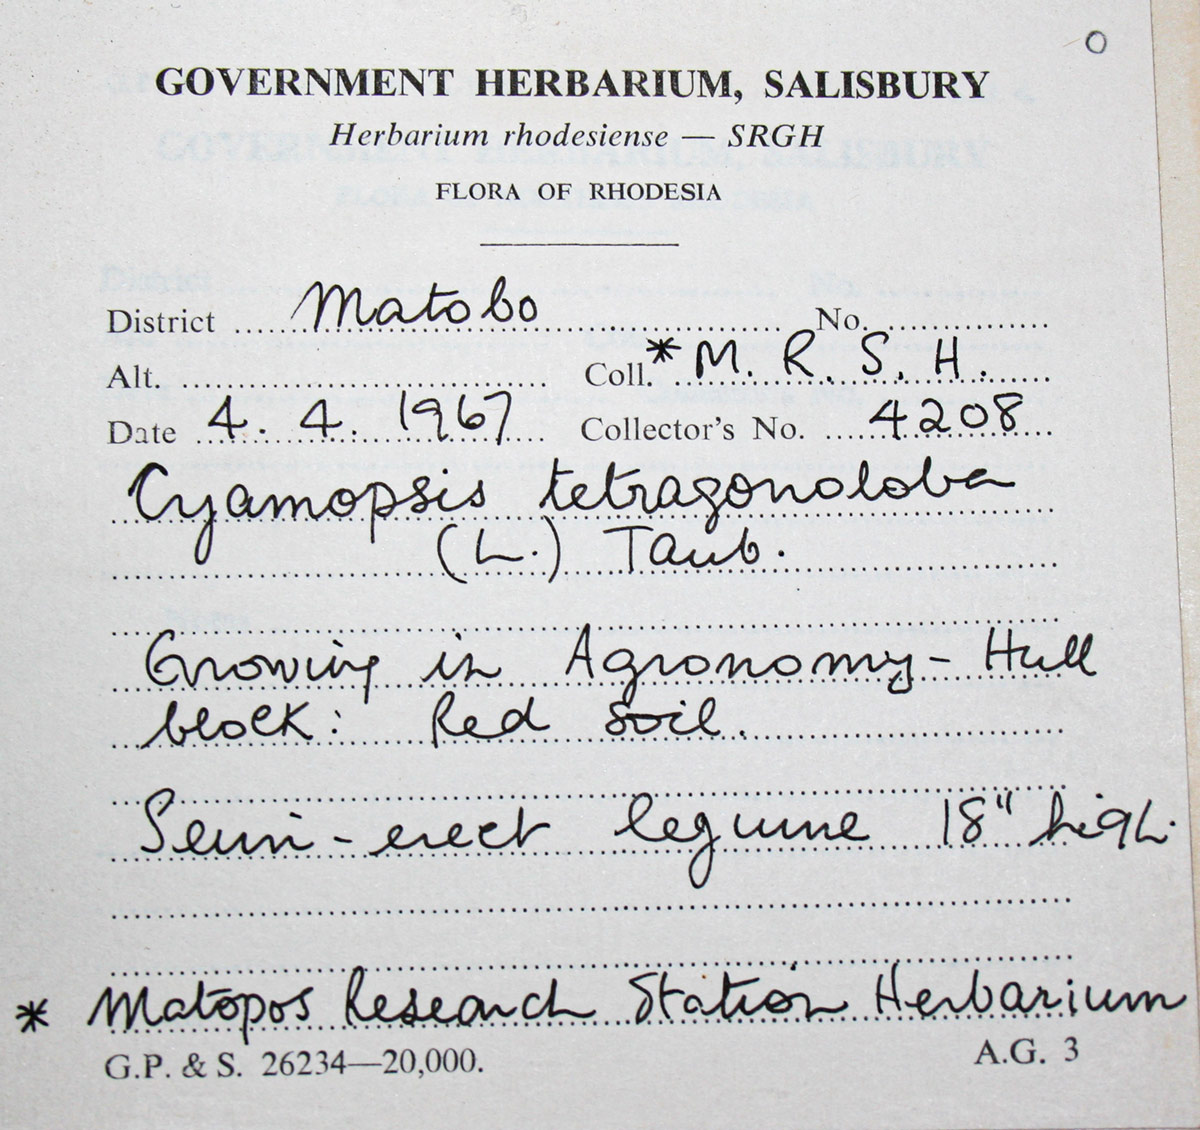 O
GOVERNMENT HERBARIUM, SALISBURY
Herbarium rhodesiense — SRGH
FLORA OF RHODESIA
District Matobo No.
Alt. Coll. * M. R. S. H.
Date 4. 4. 1967 Collector's No. 4208
Cyamopsis tetragonoloba
(L.) Taub.
Growing in Agronomy - Hull
block: Red soil.
Semi-erect legume 18" high.
* Matopos Research Station Herbarium
G.P. & S. 26234—20,000. A.G. 3